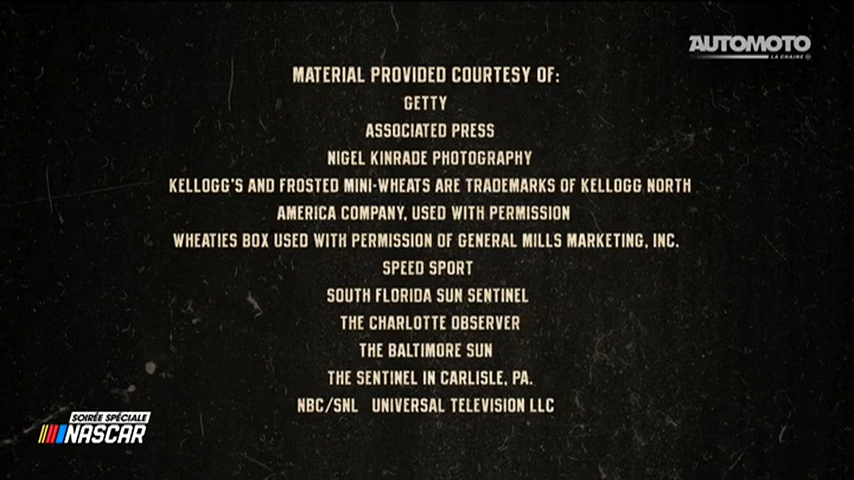 AUTOMOTO
LA CHAINE
MATERIAL PROVIDED COURTESY OF:
GETTY
ASSOCIATED PRESS
NIGEL KINRADE PHOTOGRAPHY
KELLOGG'S AND FROSTED MINI-WHEATS ARE TRADEMARKS OF KELLOGG NORTH
AMERICA COMPANY, USED WITH PERMISSION
WHEATIES BOX USED WITH PERMISSION OF GENERAL MILLS MARKETING, INC.
SPEED SPORT
SOUTH FLORIDA SUN SENTINEL
THE CHARLOTTE OBSERVER
THE BALTIMORE SUN
THE SENTINEL IN CARLISLE, PA.
NBC/SNL UNIVERSAL TELEVISION LLC
SOIRÉE SPÉCIALE
NASCAR